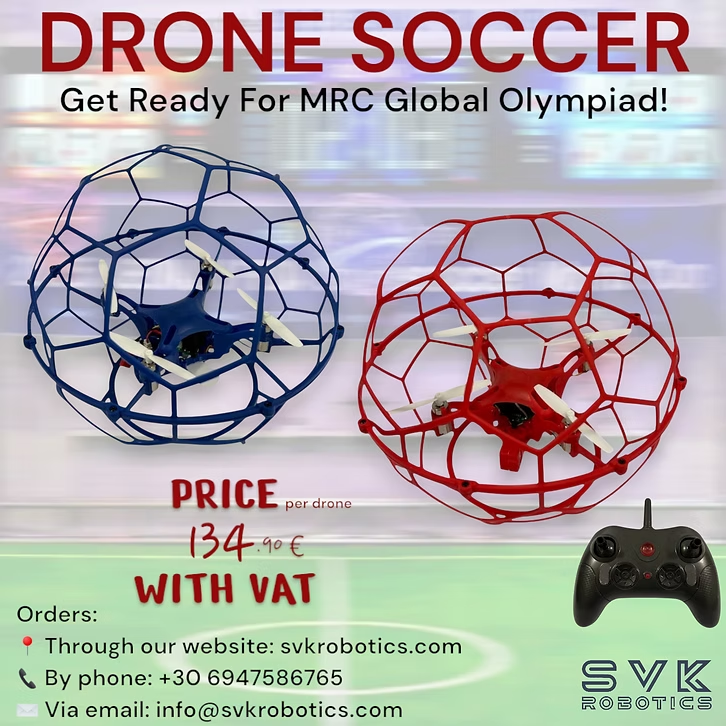 DRONE SOCCER
Get Ready For MRC Global Olympiad!
PRICE per drone
134.90 €
WITH VAT
Orders:
📍 Through our website: svkrobotics.com
📞 By phone: +30 6947586765
✉️ Via email: info@svkrobotics.com
SVK
ROBOTICS